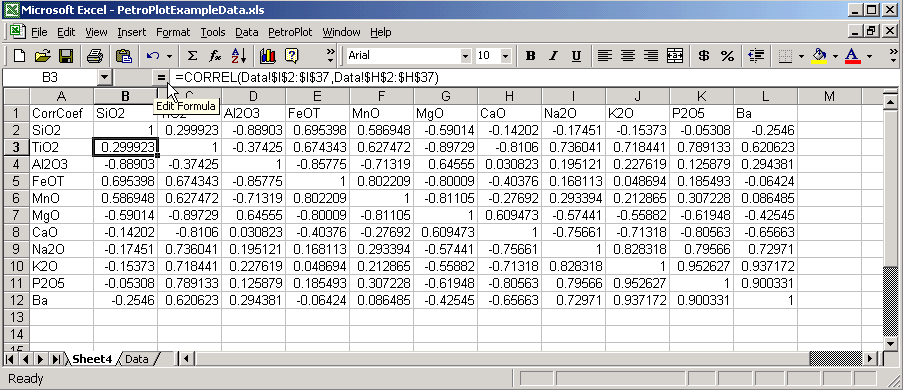 Microsoft Excel - PetroPlotExampleData.xls
File Edit View Insert Format Tools Data PetroPlot Window Help
Arial 10 B I U
B3 = =CORREL(Data!$I$2:$I$37,Data!$H$2:$H$37)
Edit Formula
A B C D E F G H I J K L M
1 CorrCoef SiO2 Al2O3 FeOT MnO MgO CaO Na2O K2O P2O5 Ba
2 SiO2 1 0.299923 -0.88903 0.695398 0.586948 -0.59014 -0.14202 -0.17451 -0.15373 -0.05308 -0.2546
3 TiO2 0.299923 1 -0.37425 0.674343 0.627472 -0.89729 -0.8106 0.736041 0.718441 0.789133 0.620623
4 Al2O3 -0.88903 -0.37425 1 -0.85775 -0.71319 0.64555 0.030823 0.195121 0.227619 0.125879 0.294381
5 FeOT 0.695398 0.674343 -0.85775 1 0.802209 -0.80009 -0.40376 0.168113 0.048694 0.185493 -0.06424
6 MnO 0.586948 0.627472 -0.71319 0.802209 1 -0.81105 -0.27692 0.293394 0.212865 0.307228 0.086485
7 MgO -0.59014 -0.89729 0.64555 -0.80009 -0.81105 1 0.609473 -0.57441 -0.55882 -0.61948 -0.42545
8 CaO -0.14202 -0.8106 0.030823 -0.40376 -0.27692 0.609473 1 -0.75661 -0.71318 -0.80563 -0.65663
9 Na2O -0.17451 0.736041 0.195121 0.168113 0.293394 -0.57441 -0.75661 1 0.828318 0.79566 0.72971
10 K2O -0.15373 0.718441 0.227619 0.048694 0.212865 -0.55882 -0.71318 0.828318 1 0.952627 0.937172
11 P2O5 -0.05308 0.789133 0.125879 0.185493 0.307228 -0.61948 -0.80563 0.79566 0.952627 1 0.900331
12 Ba -0.2546 0.620623 0.294381 -0.06424 0.086485 -0.42545 -0.65663 0.72971 0.937172 0.900331 1
13
14
Sheet4 Data
Ready